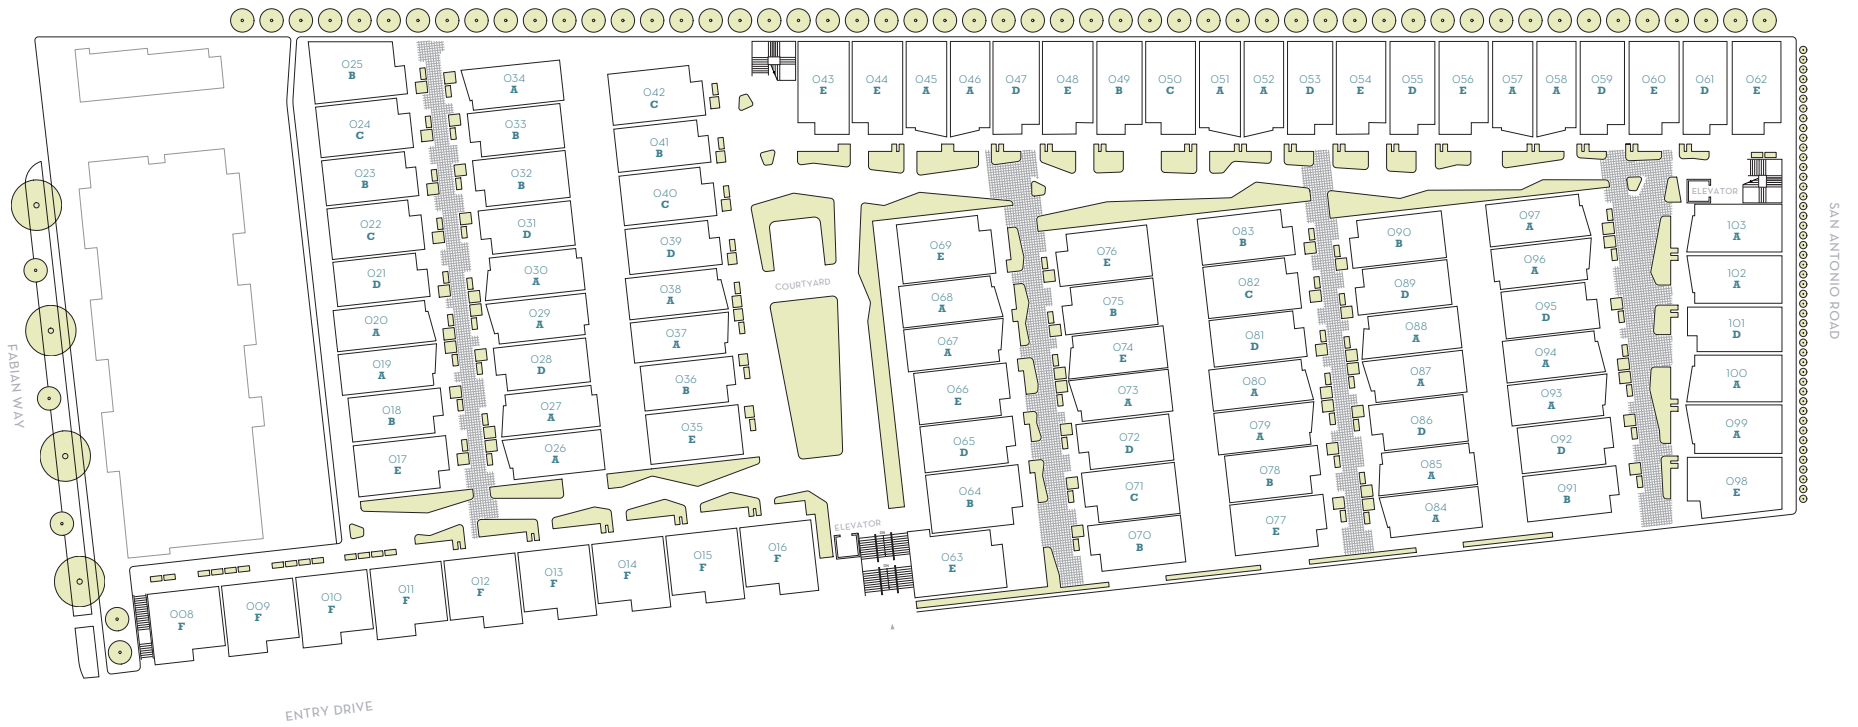 025
B
034
A
042
C
043
E
044
E
045
A
046
A
047
D
048
E
049
B
050
C
051
A
052
A
053
D
054
E
055
D
056
E
057
A
058
A
059
D
060
E
061
D
062
E
024
C
033
B
041
B
023
B
032
B
040
C
ELEVATOR
022
C
031
D
039
D
069
E
076
E
083
B
090
B
097
A
103
A
SAN ANTONIO ROAD
021
D
030
A
038
A
COURTYARD
068
A
075
B
082
C
089
D
096
A
102
A
020
A
029
A
037
A
067
A
074
E
081
D
088
A
095
D
101
D
FABIAN WAY
019
A
028
D
036
B
066
E
073
A
080
A
087
A
094
A
100
A
018
B
027
A
035
E
065
D
072
D
079
A
086
D
093
A
099
A
017
E
026
A
064
B
071
C
078
B
085
A
092
D
098
E
063
E
070
B
077
E
084
A
091
B
ELEVATOR
008
F
009
F
010
F
011
F
012
F
013
F
014
F
015
F
016
F
ENTRY DRIVE